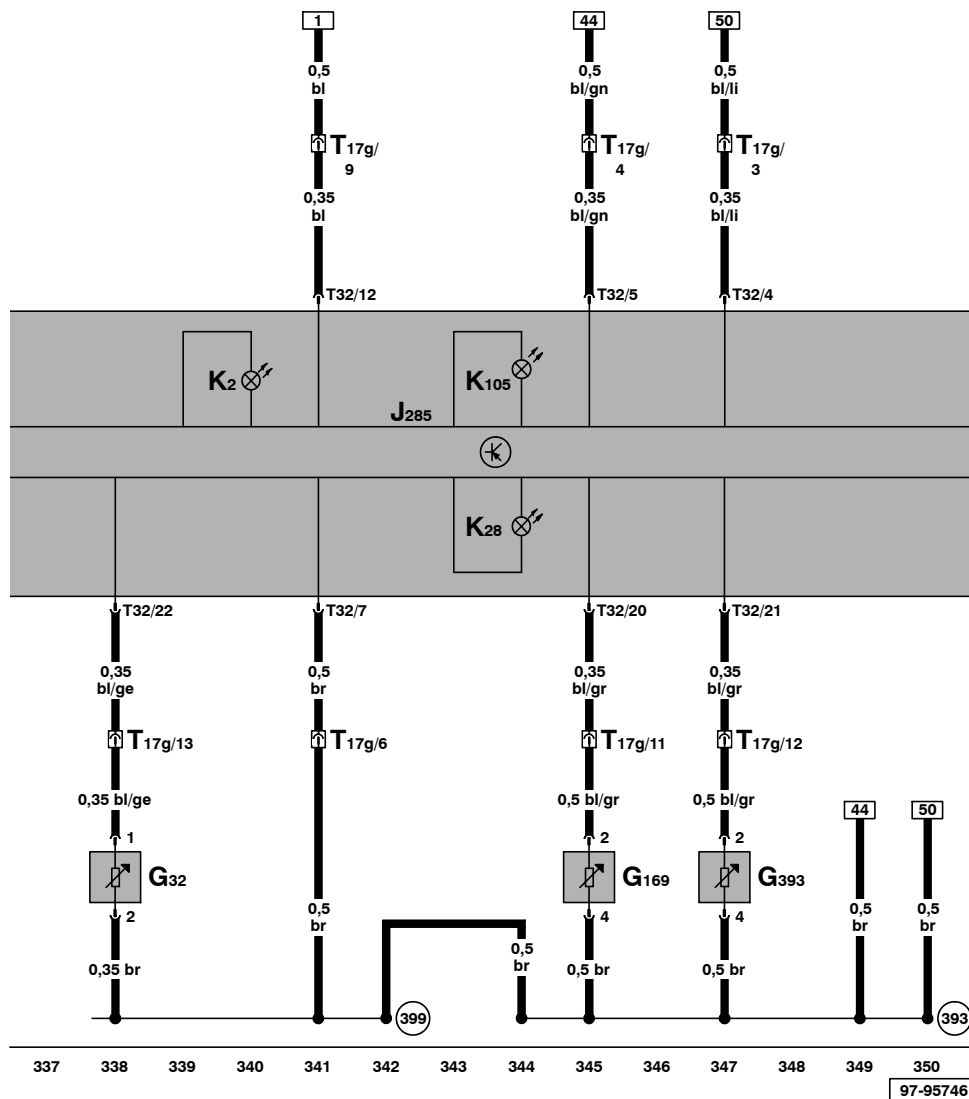 1 44 50
0,5 0,5 0,5
bl bl/gn bl/li
T17g/ T17g/ T17g/
9 4 3
0,35 0,35 0,35
bl bl/gn bl/li
T32/12 T32/5 T32/4
K2 K105
J285
K28
T32/22 T32/7 T32/20 T32/21
0,35 0,5 0,35 0,35
bl/ge br bl/gr bl/gr
T17g/13 T17g/6 T17g/11 T17g/12
0,35 bl/ge 0,5 bl/gr 0,5 bl/gr
44 50
1 2 2
G32 G169 G393
2 4 4
0,5 0,5 0,5
br br br
0,5
br
0,35 br 0,5 br 0,5 br
399 393
337 338 339 340 341 342 343 344 345 346 347 348 349 350
97-95746